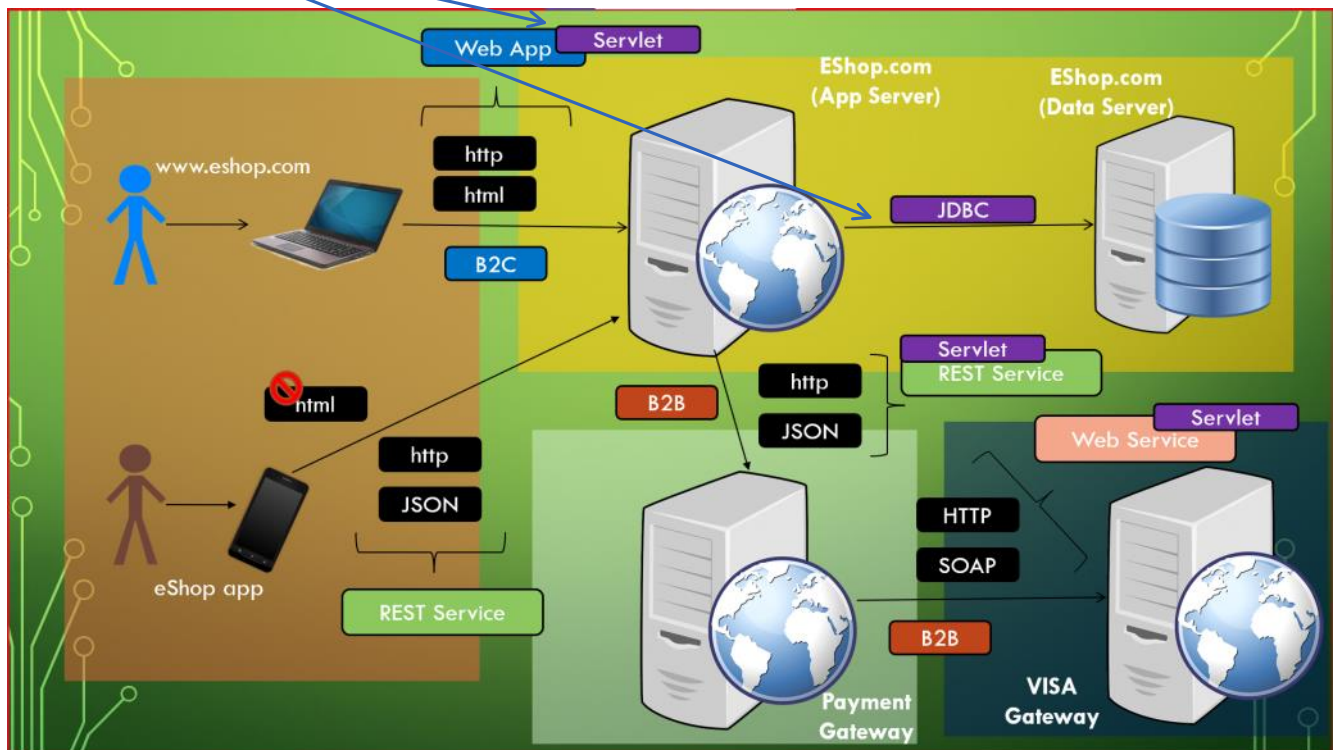 Web App
Servlet
EShop.com
(App Server)
EShop.com
(Data Server)
www.eshop.com
http
html
B2C
JDBC
html
http
JSON
eShop app
REST Service
B2B
http
JSON
Servlet
REST Service
Servlet
Web Service
HTTP
SOAP
B2B
Payment
Gateway
VISA
Gateway